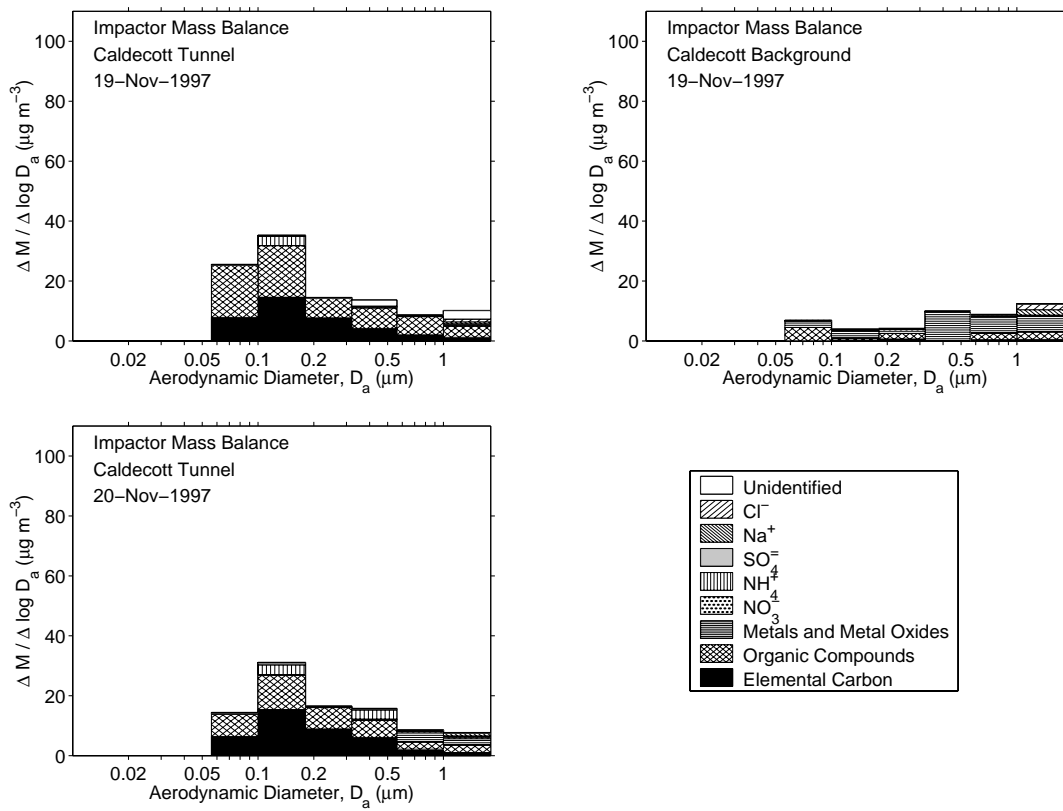 Impactor Mass Balance
Caldecott Tunnel
19−Nov−1997
100
80
60
40
20
0
Δ M / Δ log D_a (μg m⁻³)
0.02 0.05 0.1 0.2 0.5 1
Aerodynamic Diameter, D_a (μm)
Impactor Mass Balance
Caldecott Background
19−Nov−1997
100
80
60
40
20
0
Δ M / Δ log D_a (μg m⁻³)
0.02 0.05 0.1 0.2 0.5 1
Aerodynamic Diameter, D_a (μm)
Impactor Mass Balance
Caldecott Tunnel
20−Nov−1997
100
80
60
40
20
0
Δ M / Δ log D_a (μg m⁻³)
0.02 0.05 0.1 0.2 0.5 1
Aerodynamic Diameter, D_a (μm)
Unidentified
Cl⁻
Na⁺
SO₄⁼
NH₄⁺
NO₃⁻
Metals and Metal Oxides
Organic Compounds
Elemental Carbon